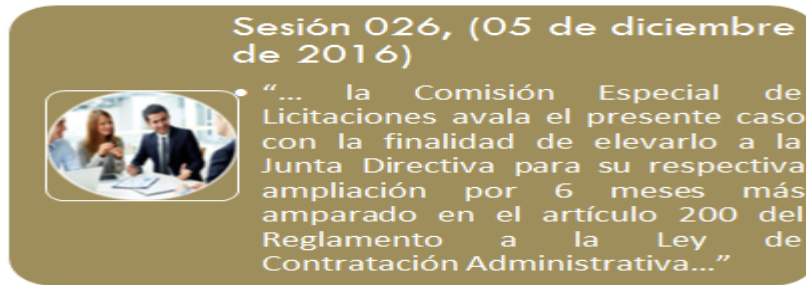 Sesión 026, (05 de diciembre
de 2016)
• “... la Comisión Especial de
Licitaciones avala el presente caso
con la finalidad de elevarlo a la
Junta Directiva para su respectiva
ampliación por 6 meses más
amparado en el artículo 200 del
Reglamento a la Ley de
Contratación Administrativa...”